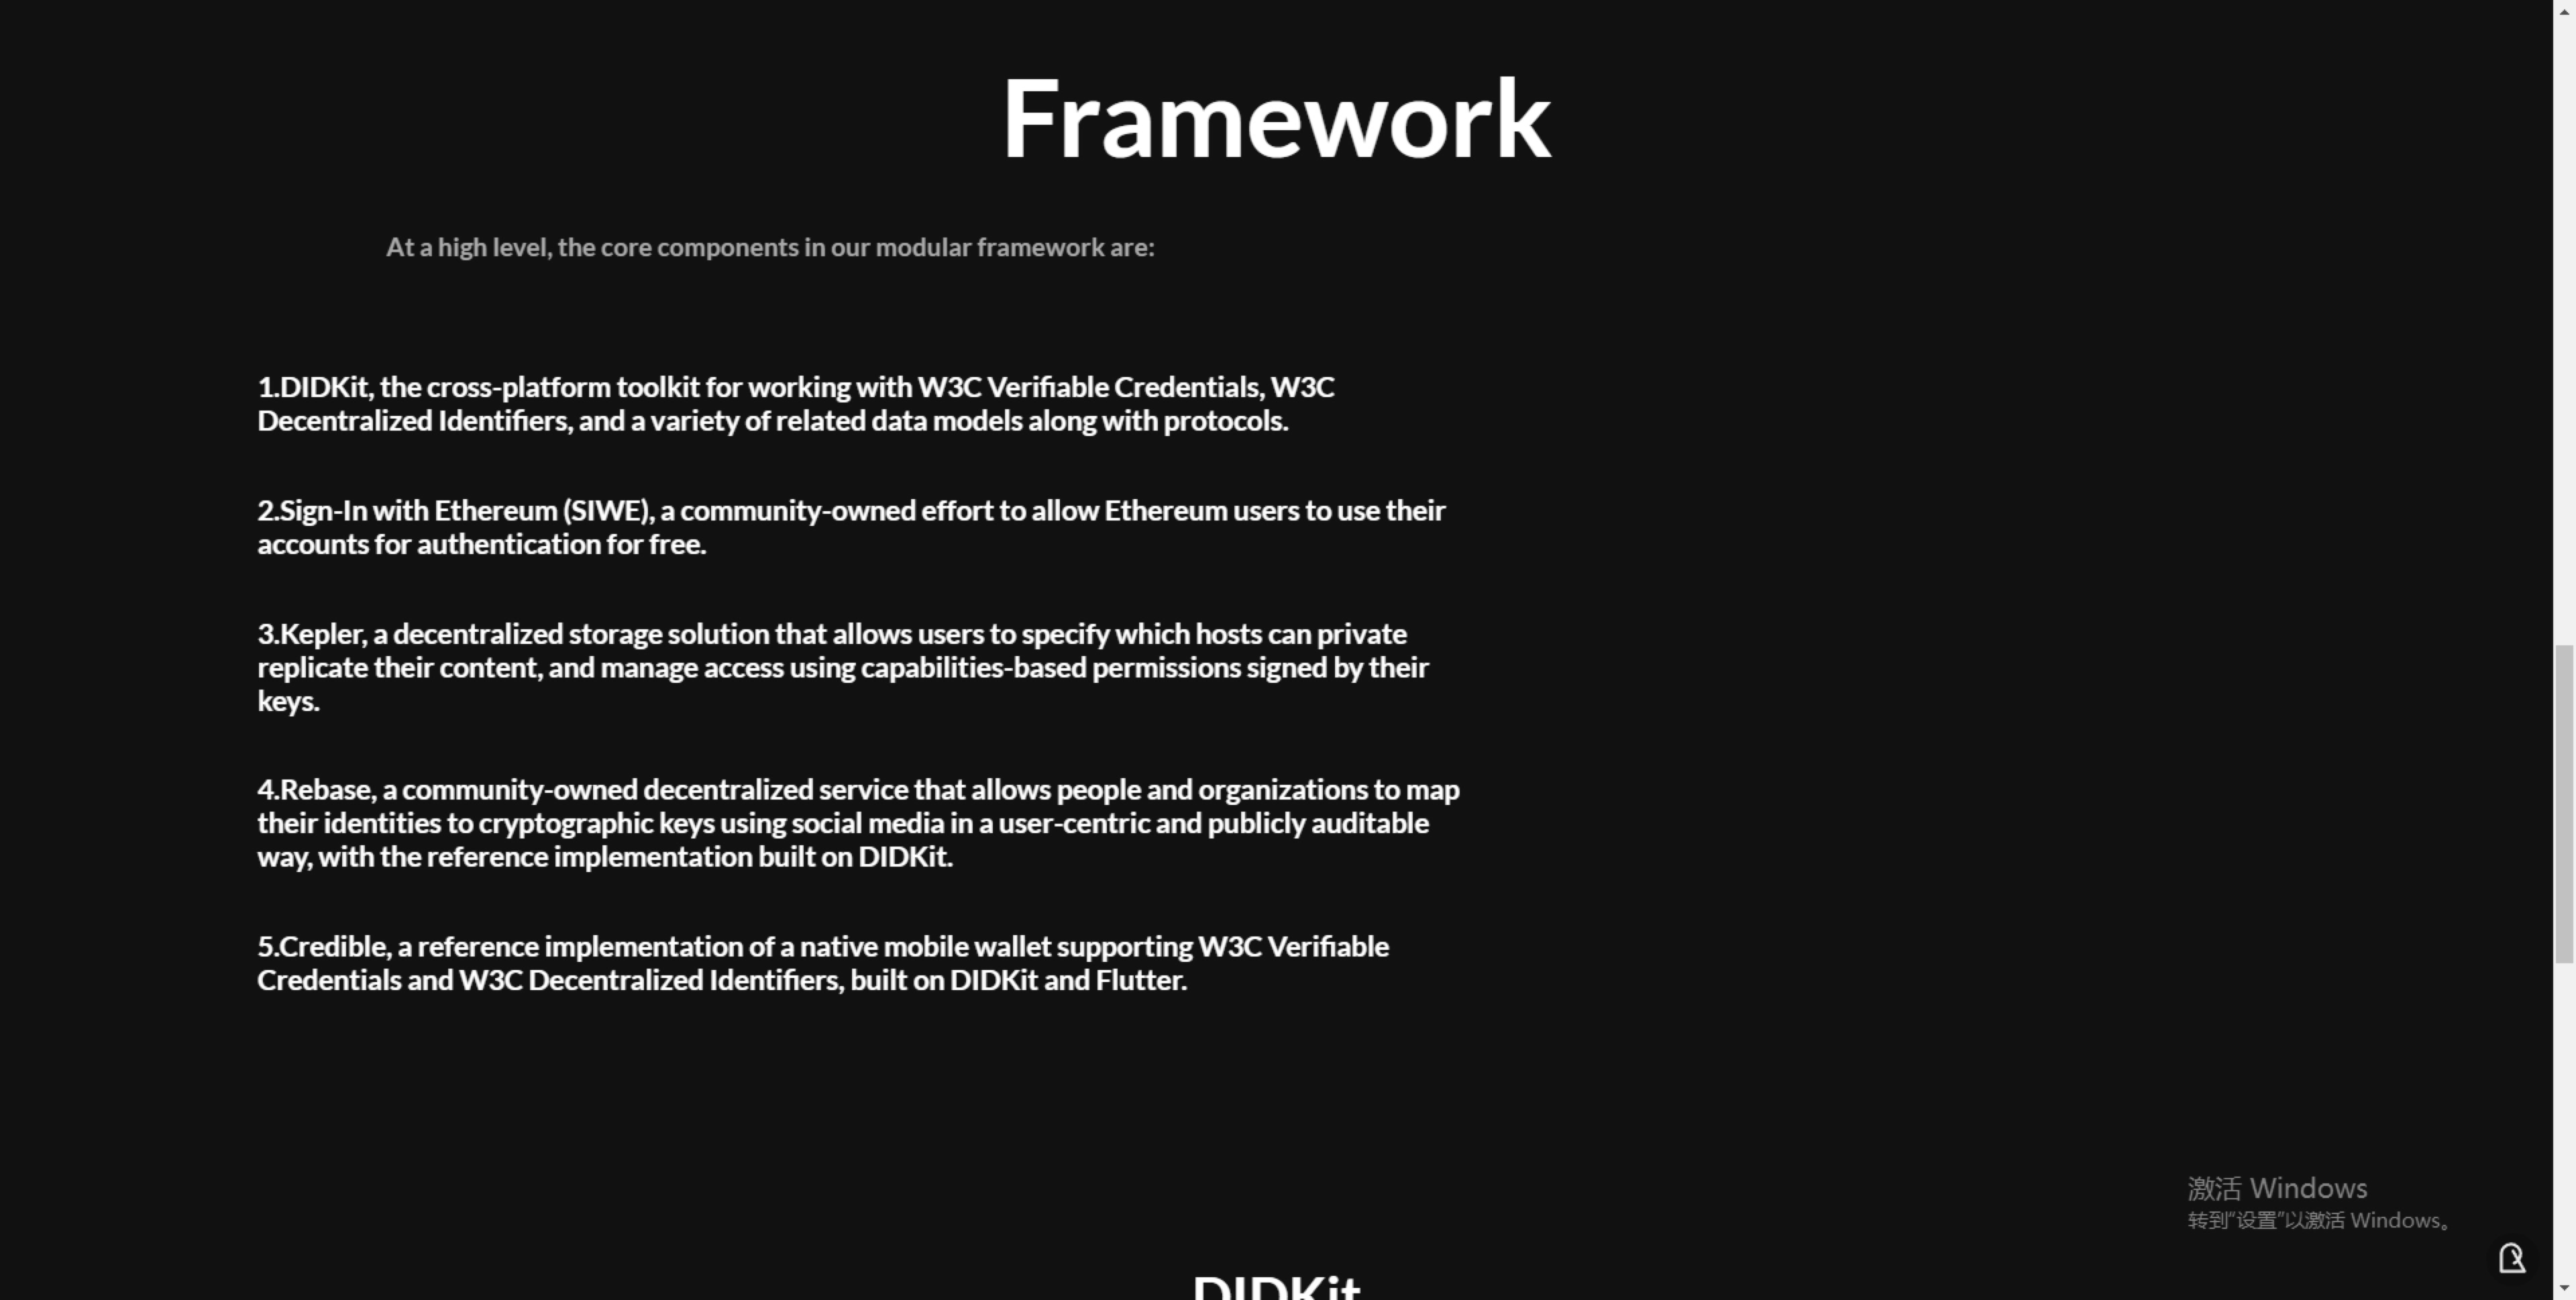 Framework
At a high level, the core components in our modular framework are:
1.DIDKit, the cross-platform toolkit for working with W3C Verifiable Credentials, W3C
Decentralized Identifiers, and a variety of related data models along with protocols.
2.Sign-In with Ethereum (SIWE), a community-owned effort to allow Ethereum users to use their
accounts for authentication for free.
3.Kepler, a decentralized storage solution that allows users to specify which hosts can private
replicate their content, and manage access using capabilities-based permissions signed by their
keys.
4.Rebase, a community-owned decentralized service that allows people and organizations to map
their identities to cryptographic keys using social media in a user-centric and publicly auditable
way, with the reference implementation built on DIDKit.
5.Credible, a reference implementation of a native mobile wallet supporting W3C Verifiable
Credentials and W3C Decentralized Identifiers, built on DIDKit and Flutter.
激活 Windows
转到“设置”以激活 Windows。
DIDKit